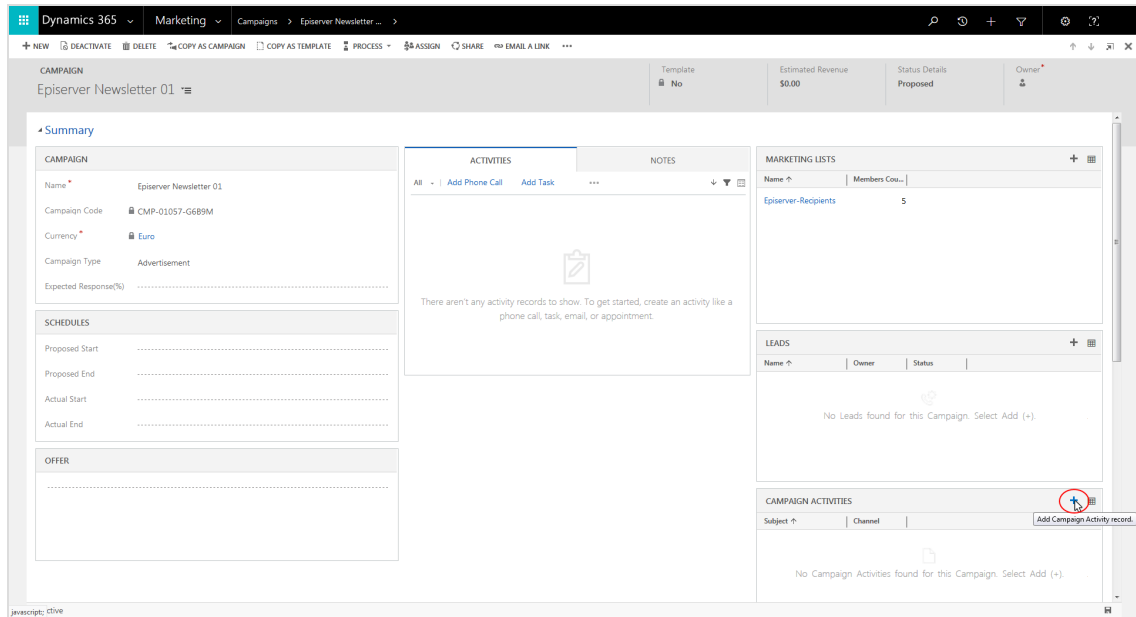 Dynamics 365 Marketing Campaigns > Episerver Newsletter ... >
NEW DEACTIVATE DELETE COPY AS CAMPAIGN COPY AS TEMPLATE PROCESS ASSIGN SHARE EMAIL A LINK •••
CAMPAIGN
Episerver Newsletter 01
Template
No
Estimated Revenue
$0.00
Status Details
Proposed
Owner*
Summary
CAMPAIGN
Name* Episerver Newsletter 01
Campaign Code CMP-01057-G6B9M
Currency* Euro
Campaign Type Advertisement
Expected Response(%)
SCHEDULES
Proposed Start
Proposed End
Actual Start
Actual End
OFFER
ACTIVITIES NOTES
All Add Phone Call Add Task •••
There aren't any activity records to show. To get started, create an activity like a
phone call, task, email, or appointment.
MARKETING LISTS
Name ↑ Members Cou...
Episerver-Recipients 5
LEADS
Name ↑ Owner Status
No Leads found for this Campaign. Select Add (+).
CAMPAIGN ACTIVITIES
Add Campaign Activity record.
Subject ↑ Channel
No Campaign Activities found for this Campaign. Select Add (+).
javascript:; ctive